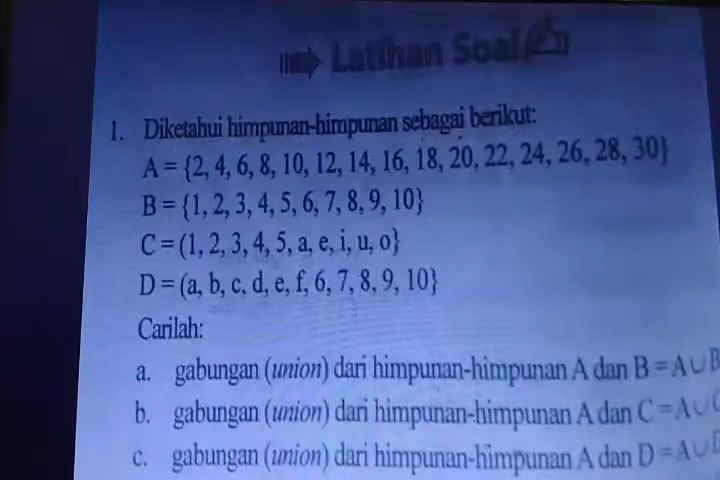 Latihan Soal
1. Diketahui himpunan-himpunan sebagai berikut:
A = {2, 4, 6, 8, 10, 12, 14, 16, 18, 20, 22, 24, 26, 28, 30}
B = {1, 2, 3, 4, 5, 6, 7, 8, 9, 10}
C = (1, 2, 3, 4, 5, a, e, i, u, o}
D = (a, b, c, d, e, f, 6, 7, 8, 9, 10}
Carilah:
a. gabungan (union) dari himpunan-himpunan A dan B = A∪B
b. gabungan (union) dari himpunan-himpunan A dan C = A∪C
c. gabungan (union) dari himpunan-himpunan A dan D = A∪D